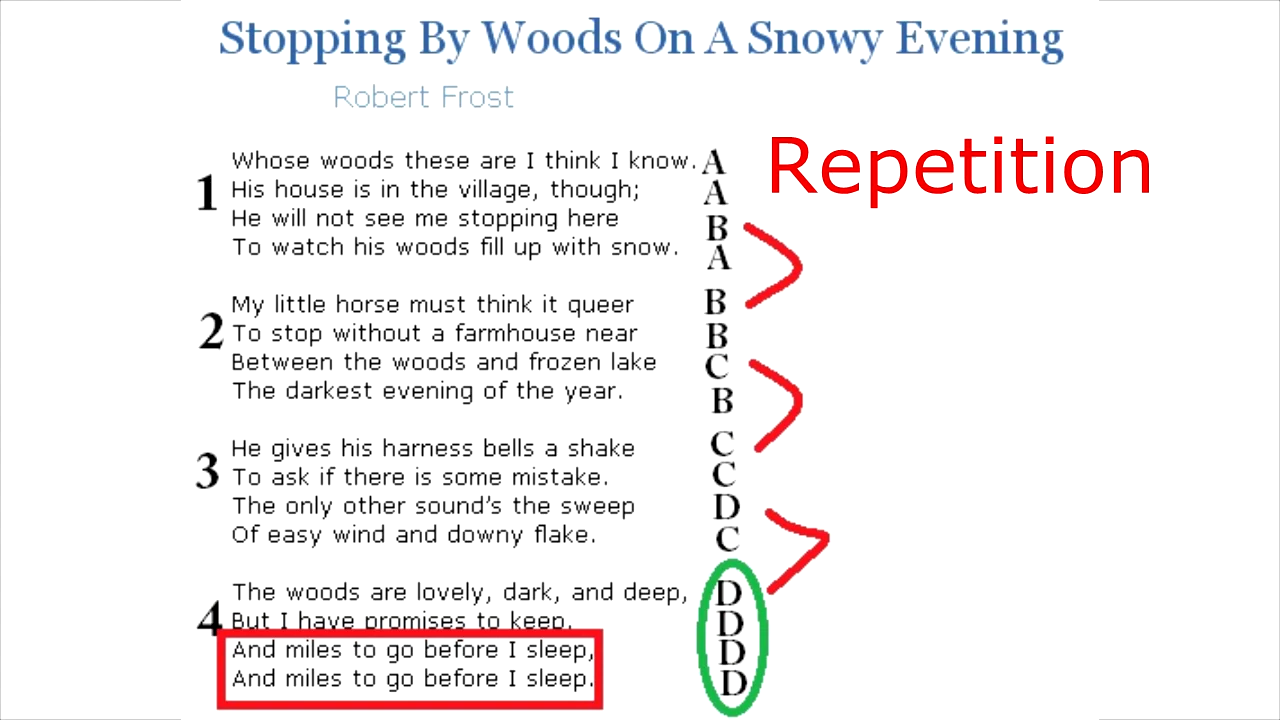 Stopping By Woods On A Snowy Evening
Robert Frost
Repetition
1
Whose woods these are I think I know. A
His house is in the village, though; A
He will not see me stopping here B
To watch his woods fill up with snow. A
2
My little horse must think it queer B
To stop without a farmhouse near B
Between the woods and frozen lake C
The darkest evening of the year. B
3
He gives his harness bells a shake C
To ask if there is some mistake. C
The only other sound's the sweep D
Of easy wind and downy flake. C
4
The woods are lovely, dark, and deep, D
But I have promises to keep, D
And miles to go before I sleep, D
And miles to go before I sleep. D